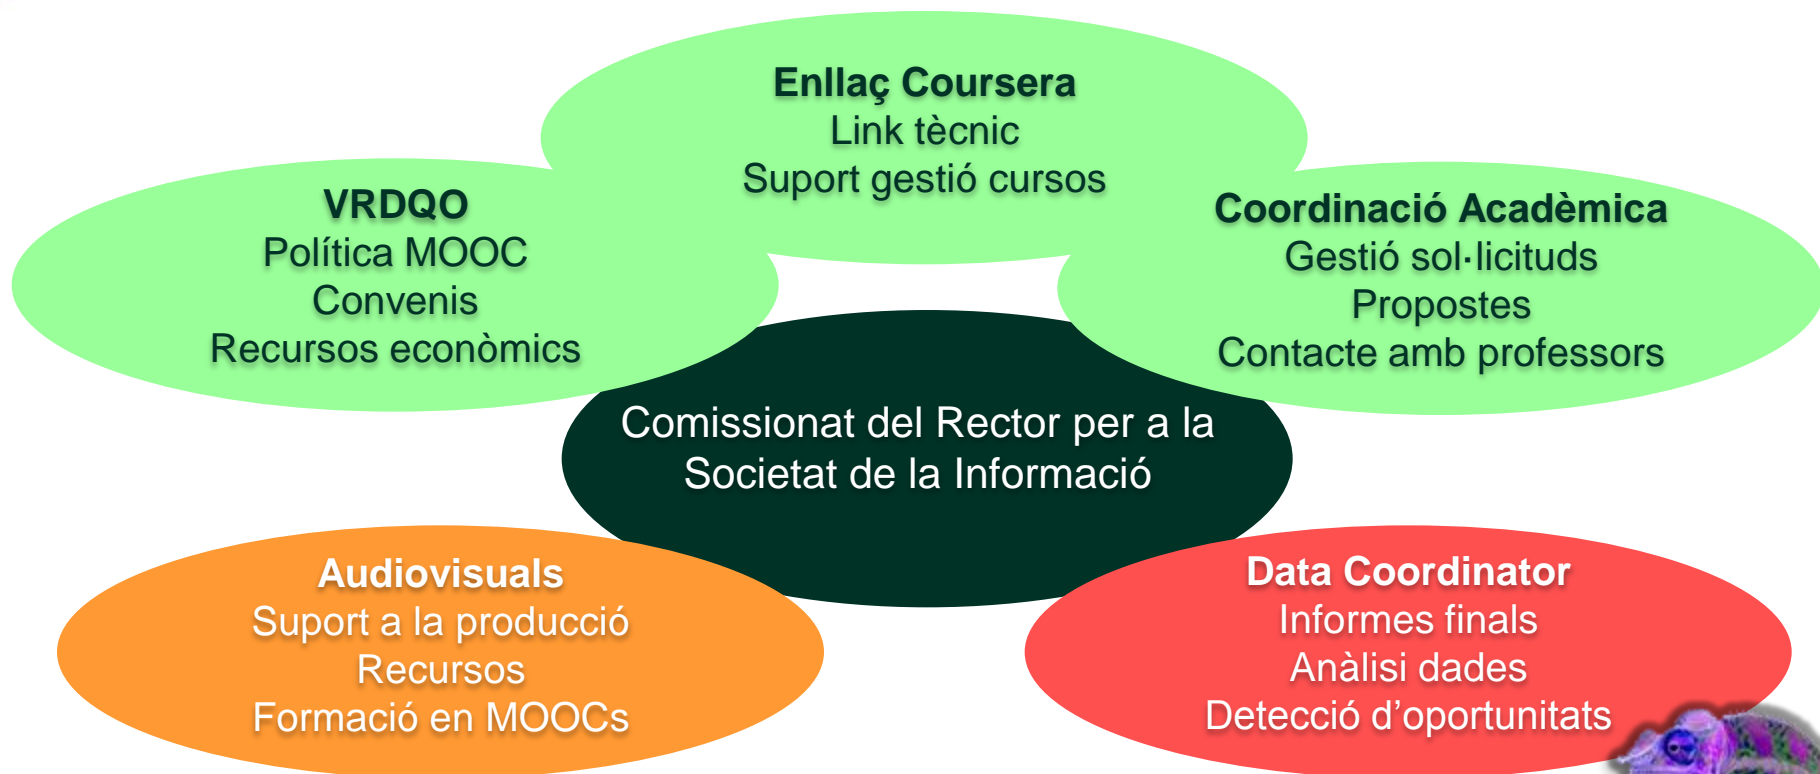 Enllaç Coursera
Link tècnic
Suport gestió cursos
VRDQO
Política MOOC
Convenis
Recursos econòmics
Coordinació Acadèmica
Gestió sol·licituds
Propostes
Contacte amb professors
Comissionat del Rector per a la
Societat de la Informació
Audiovisuals
Suport a la producció
Recursos
Formació en MOOCs
Data Coordinator
Informes finals
Anàlisi dades
Detecció d’oportunitats